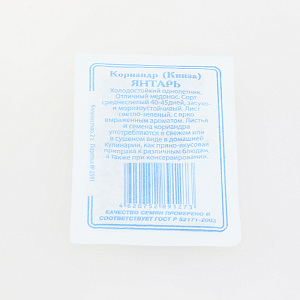 Кориандр (Кинза)
ЯНТАРЬ
Холодостойкий однолетник.
Отличный медонос. Сорт
среднеспелый 40-45дней, засухо-
и морозоустойчивый. Лист
светло-зеленый, с ярко
выраженным ароматом. Листья
и семена кориандра
употребляются в свежем или
в сушеном виде в домашней
кулинарии, как пряно-вкусовая
приправа к различным блюдам,
а также при консервировании.
КАЧЕСТВО СЕМЯН ПРОВЕРЕНО И
СООТВЕТСТВУЕТ ГОСТ Р 52171-2003